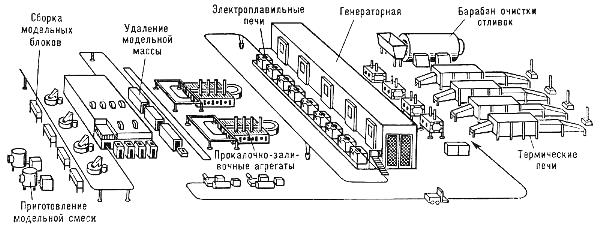 Сборка
модельных
блоков
Удаление
модельной
массы
Электроплавильные
печи
Генераторная
Барабан очистки
отливок
Прокалочно-зали-
вочные агрегаты
Термические
печи
Приготовление
модельной смеси